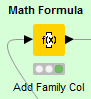 Math Formula
f(x)
Add Family Col